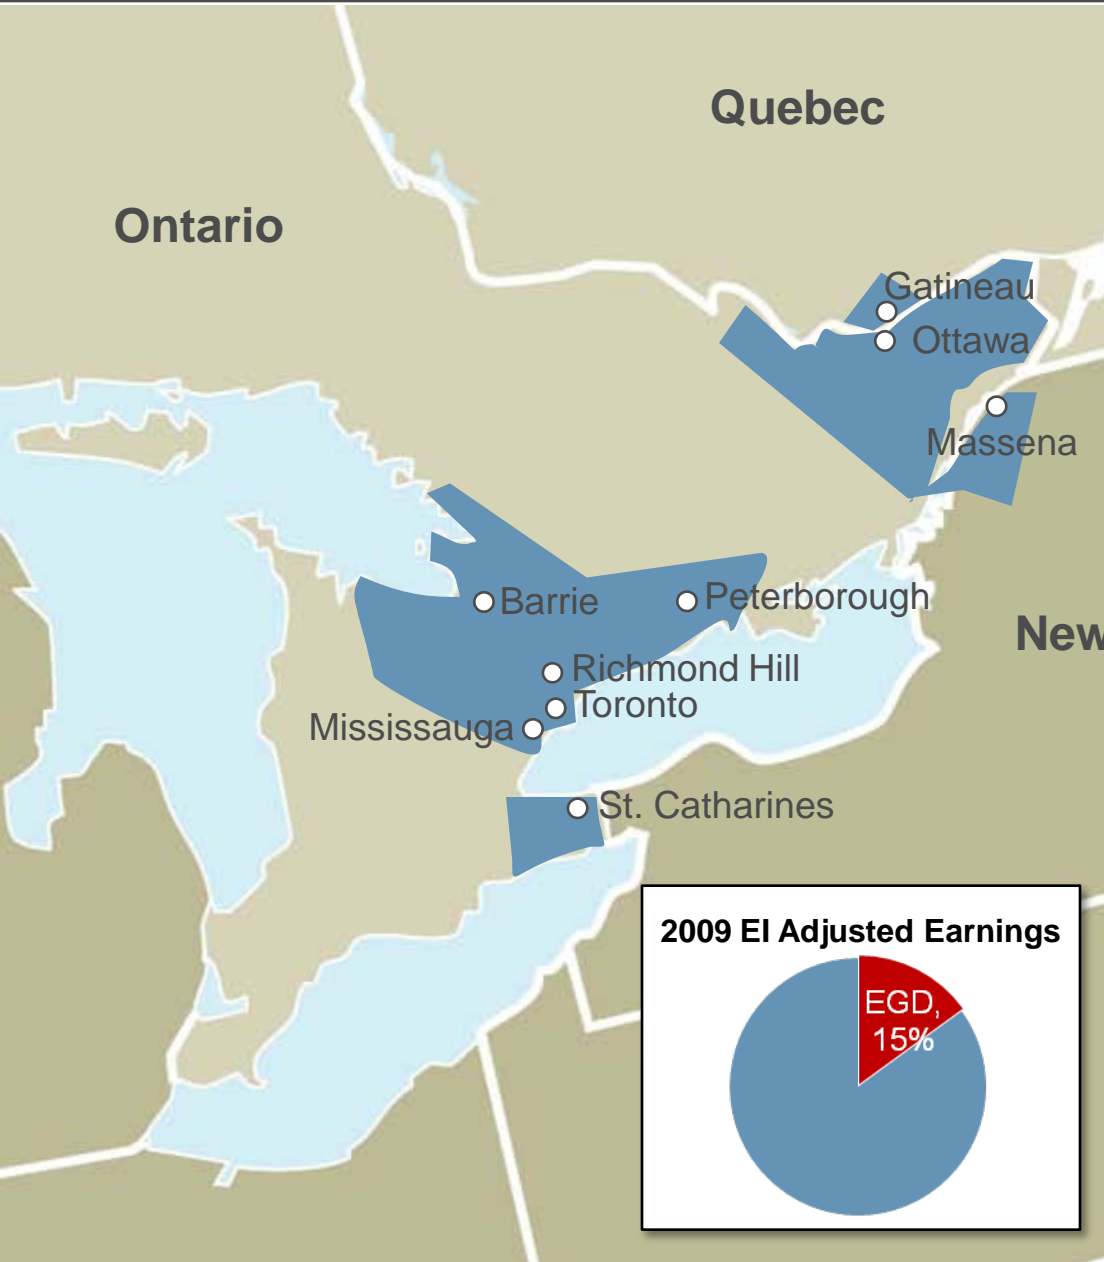 Quebec
Ontario
Gatineau
Ottawa
Massena
Barrie
Peterborough
New
Richmond Hill
Toronto
Mississauga
St. Catharines
2009 EI Adjusted Earnings
EGD,
15%